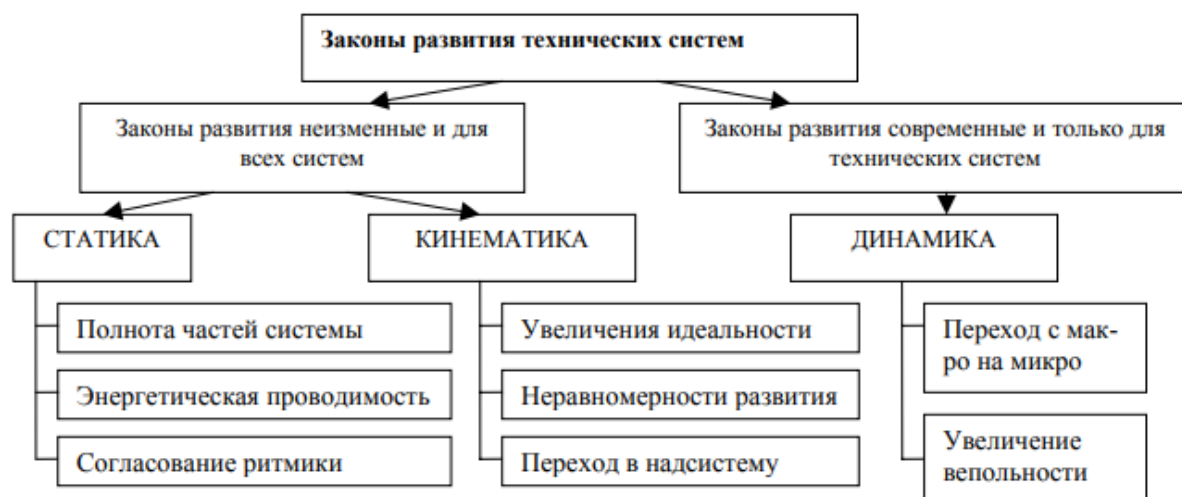 Законы развития технических систем
Законы развития неизменные и для
всех систем
Законы развития современные и только для
технических систем
СТАТИКА
КИНЕМАТИКА
ДИНАМИКА
Полнота частей системы
Энергетическая проводимость
Согласование ритмики
Увеличения идеальности
Неравномерности развития
Переход в надсистему
Переход с мак-
ро на микро
Увеличение
вепольности